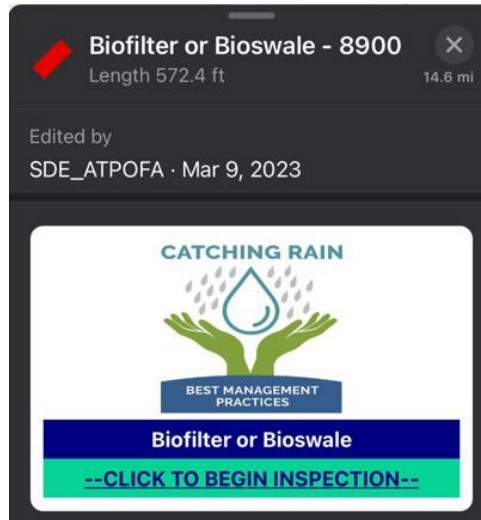 Biofilter or Bioswale - 8900
Length 572.4 ft
14.6 mi
Edited by
SDE_ATPOFA · Mar 9, 2023
CATCHING RAIN
BEST MANAGEMENT
PRACTICES
Biofilter or Bioswale
--CLICK TO BEGIN INSPECTION--